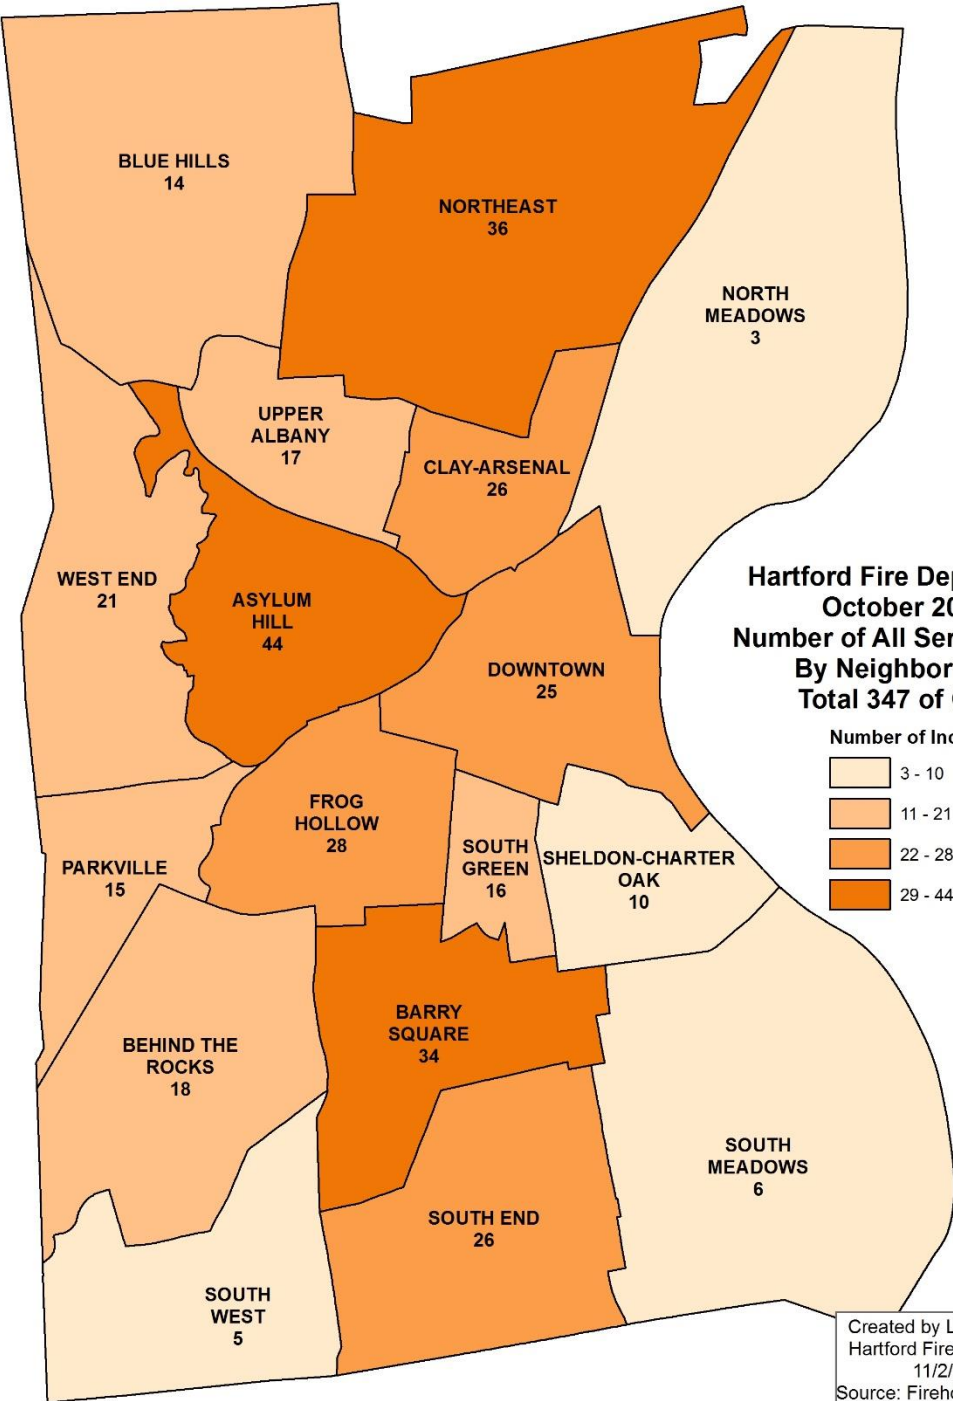 BLUE HILLS
14
NORTHEAST
36
NORTH
MEADOWS
3
UPPER
ALBANY
17
CLAY-ARSENAL
26
WEST END
21
ASYLUM
HILL
44
DOWNTOWN
25
Hartford Fire
October
Number of All
By
Total 347 of
Number of
3 - 10
11 - 21
22 - 28
29 - 44
FROG
HOLLOW
28
SOUTH
GREEN
16
SHELDON-CHARTER
OAK
10
PARKVILLE
15
BARRY
SQUARE
34
BEHIND THE
ROCKS
18
SOUTH
MEADOWS
6
SOUTH END
26
SOUTH
WEST
5
Created by
Hartford Fire
11/2/
Source: